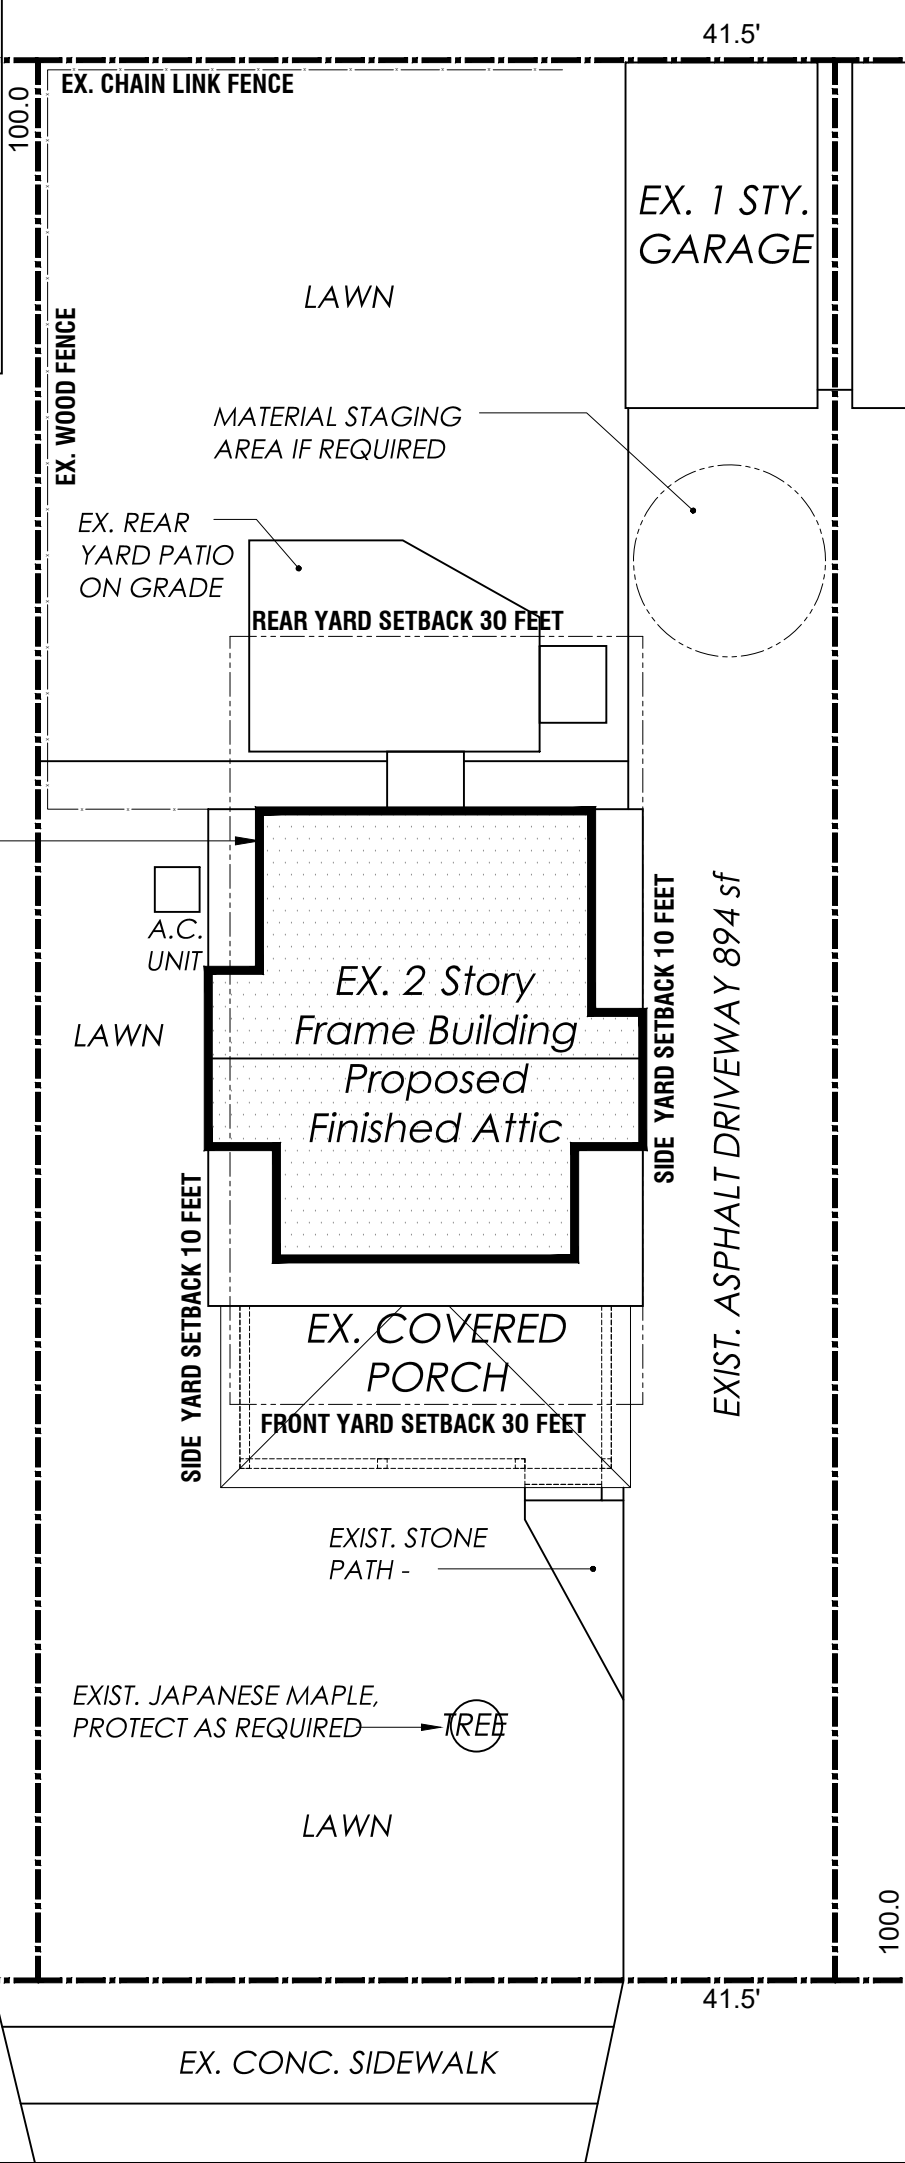 41.5'
EX. CHAIN LINK FENCE
100.0
EX. 1 STY.
GARAGE
LAWN
EX. WOOD FENCE
MATERIAL STAGING
AREA IF REQUIRED
EX. REAR
YARD PATIO
ON GRADE
REAR YARD SETBACK 30 FEET
A.C.
UNIT
LAWN
EX. 2 Story
Frame Building
Proposed
Finished Attic
SIDE YARD SETBACK 10 FEET
EXIST. ASPHALT DRIVEWAY 894 sf
SIDE YARD SETBACK 10 FEET
EX. COVERED
PORCH
FRONT YARD SETBACK 30 FEET
EXIST. STONE
PATH -
EXIST. JAPANESE MAPLE,
PROTECT AS REQUIRED
TREE
LAWN
100.0
41.5'
EX. CONC. SIDEWALK